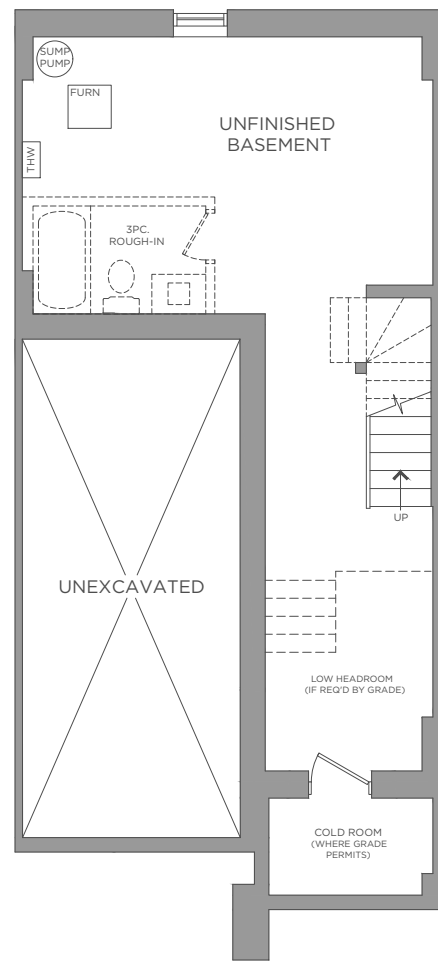 SUMP
PUMP
FURN
UNFINISHED
BASEMENT
THW
3PC.
ROUGH-IN
UP
UNEXCAVATED
LOW HEADROOM
(IF REQ'D BY GRADE)
COLD ROOM
(WHERE GRADE
PERMITS)